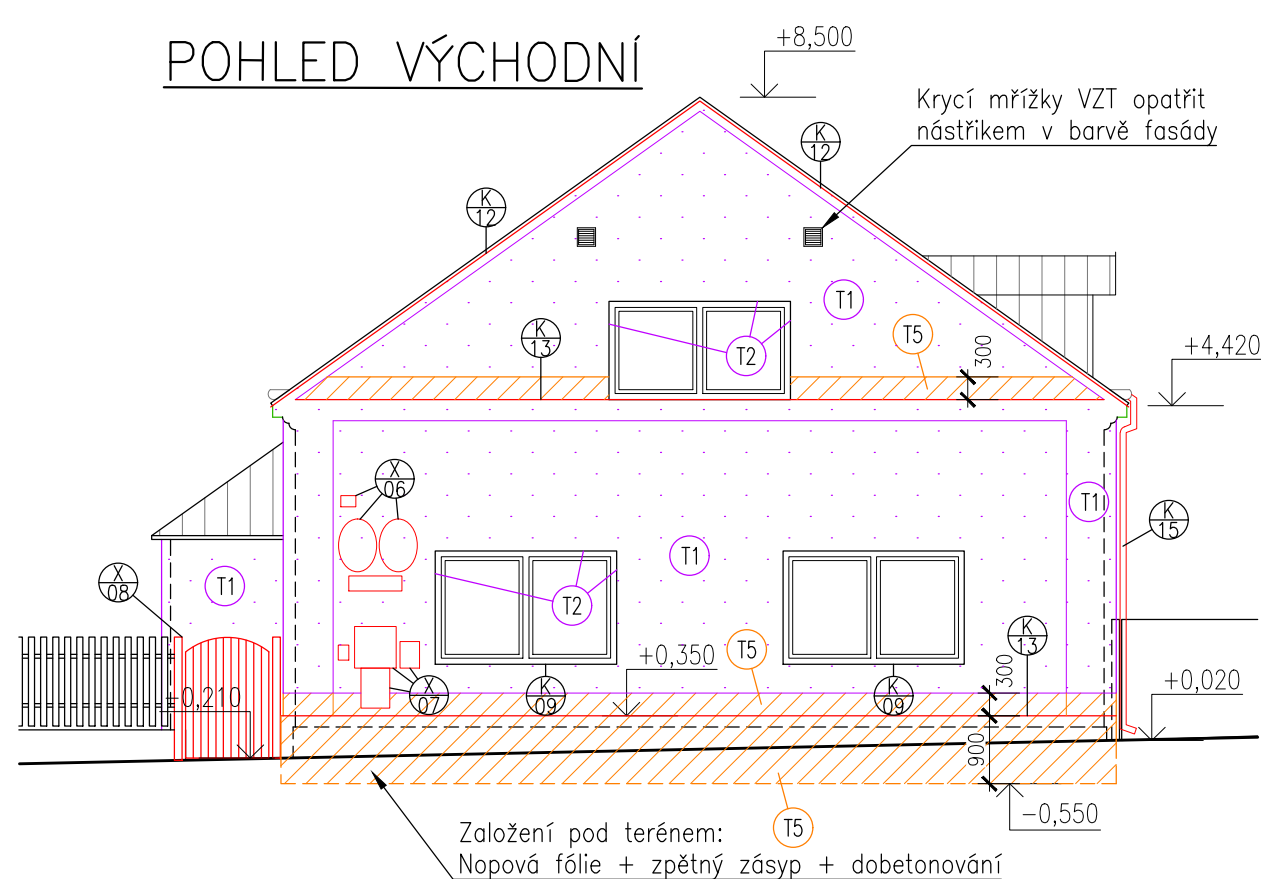 POHLED VÝCHODNÍ
+8,500
Krycí mřížky VZT opatřit
nástřikem v barvě fasády
K
12
K
12
T1
T5
300
K
13
T2
+4,420
X
06
T1
K
15
T1
X
08
T1
T2
K
13
T5
+0,350
300
+0,020
+0,210
X
07
K
09
K
09
900
-0,550
T5
Založení pod terénem:
Nopová fólie + zpětný zásyp + dobetonování